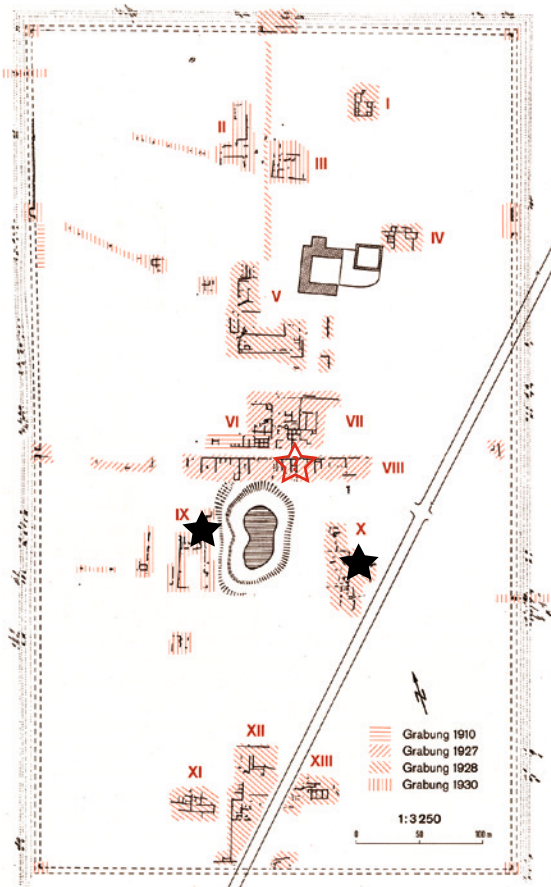 I
II
III
IV
V
VI
VII
VIII
1
IX
X
N
Grabung 1910
Grabung 1927
Grabung 1928
Grabung 1930
1:3250
0 50 100 m
XII
XI
XIII